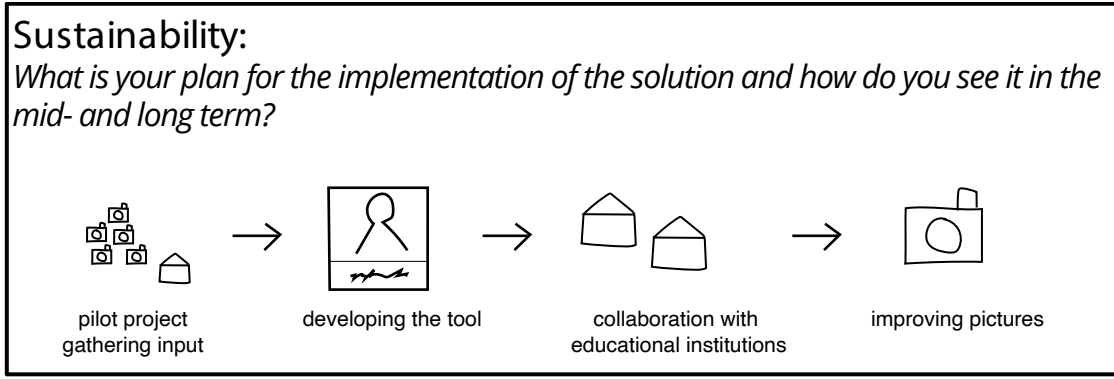 Sustainability:
What is your plan for the implementation of the solution and how do you see it in the
mid- and long term?
pilot project
gathering input
developing the tool
collaboration with
educational institutions
improving pictures